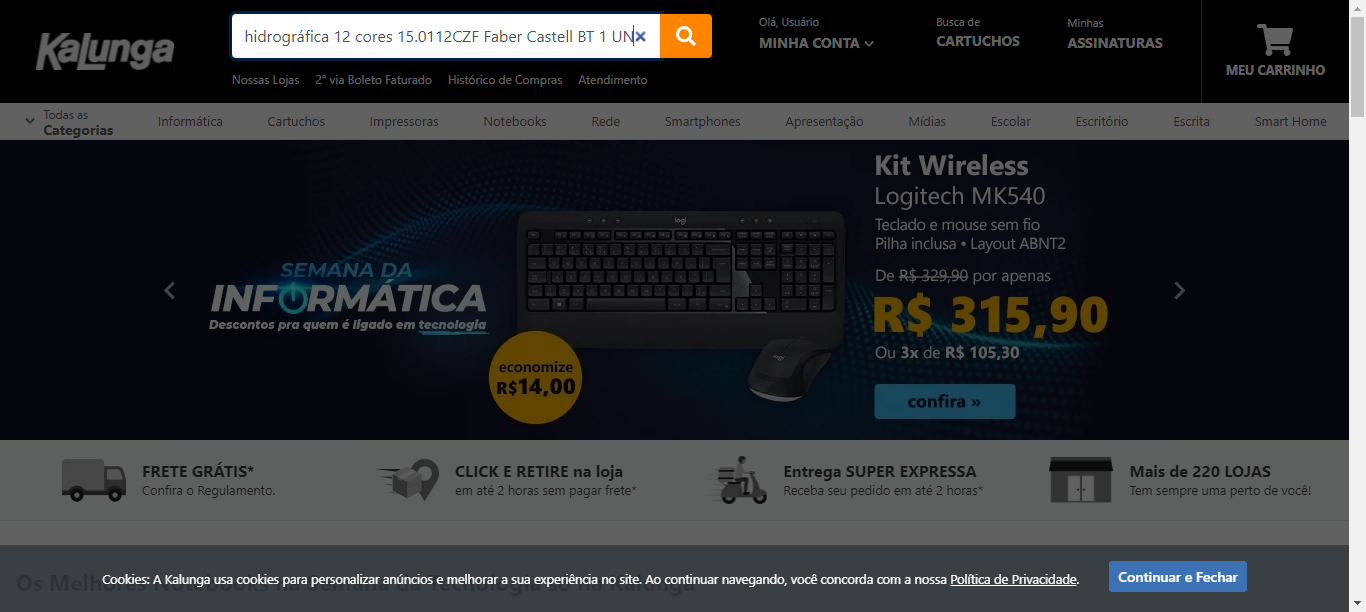 Kalunga
hidrográfica 12 cores 15.0112CZF Faber Castell BT 1 UN
Olá, Usuário
MINHA CONTA
Busca de
CARTUCHOS
Minhas
ASSINATURAS
MEU CARRINHO
Nossas Lojas 2ª via Boleto Faturado Histórico de Compras Atendimento
Todas as
Categorias
Informática Cartuchos Impressoras Notebooks Rede Smartphones Apresentação Mídias Escolar Escritório Escrita Smart Home
SEMANA DA
INFORMÁTICA
Descontos pra quem é ligado em tecnologia
economize
R$14,00
logi
Kit Wireless
Logitech MK540
Teclado e mouse sem fio
Pilha inclusa • Layout ABNT2
De R$ 329,90 por apenas
R$ 315,90
Ou 3x de R$ 105,30
confira »
FRETE GRÁTIS*
Confira o Regulamento.
CLICK E RETIRE na loja
em até 2 horas sem pagar frete*
Entrega SUPER EXPRESSA
Receba seu pedido em até 2 horas*
Mais de 220 LOJAS
Tem sempre uma perto de você!
Os Melhores Notebooks na Semana da Tecnologia só na Kalunga
Cookies: A Kalunga usa cookies para personalizar anúncios e melhorar a sua experiência no site. Ao continuar navegando, você concorda com a nossa Política de Privacidade.
Continuar e Fechar